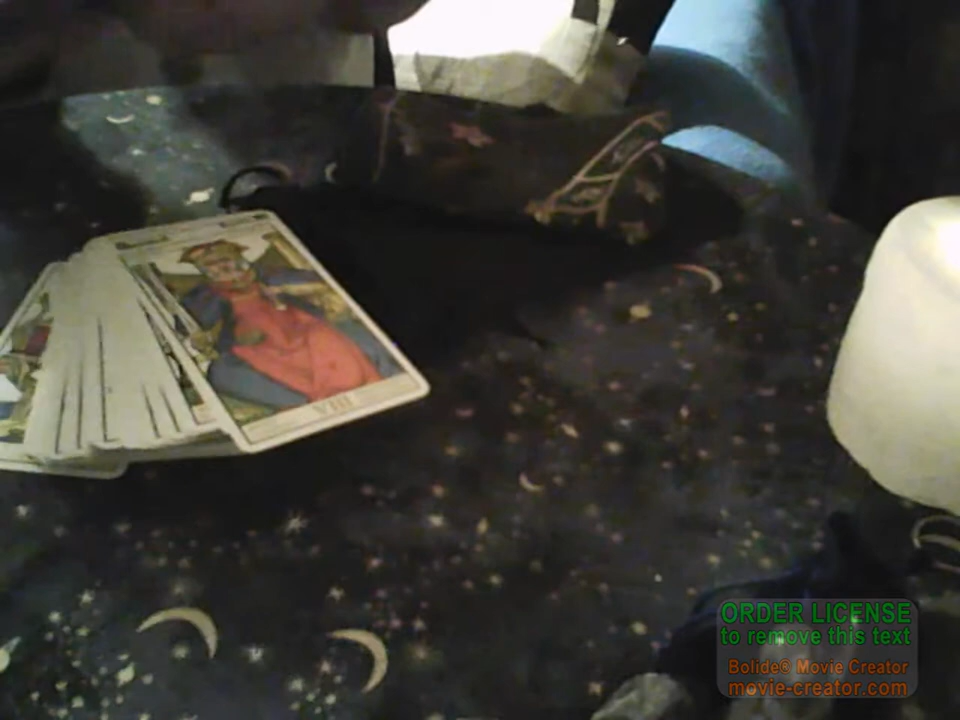 VIII
ORDER LICENSE
to remove this text
Bolide® Movie Creator
movie-creator.com